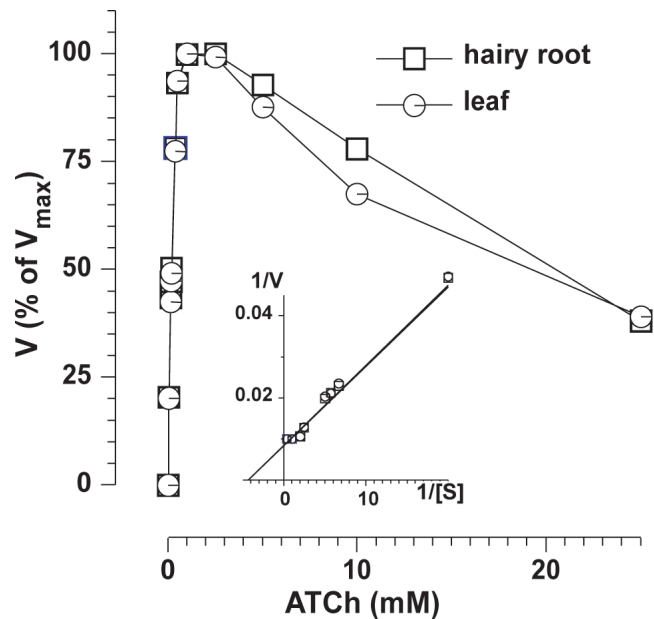 100
75
50
25
0
V (% of Vmax)
hairy root
leaf
1/V
0.04
0.02
0
10
1/[S]
0
10
20
ATCh (mM)